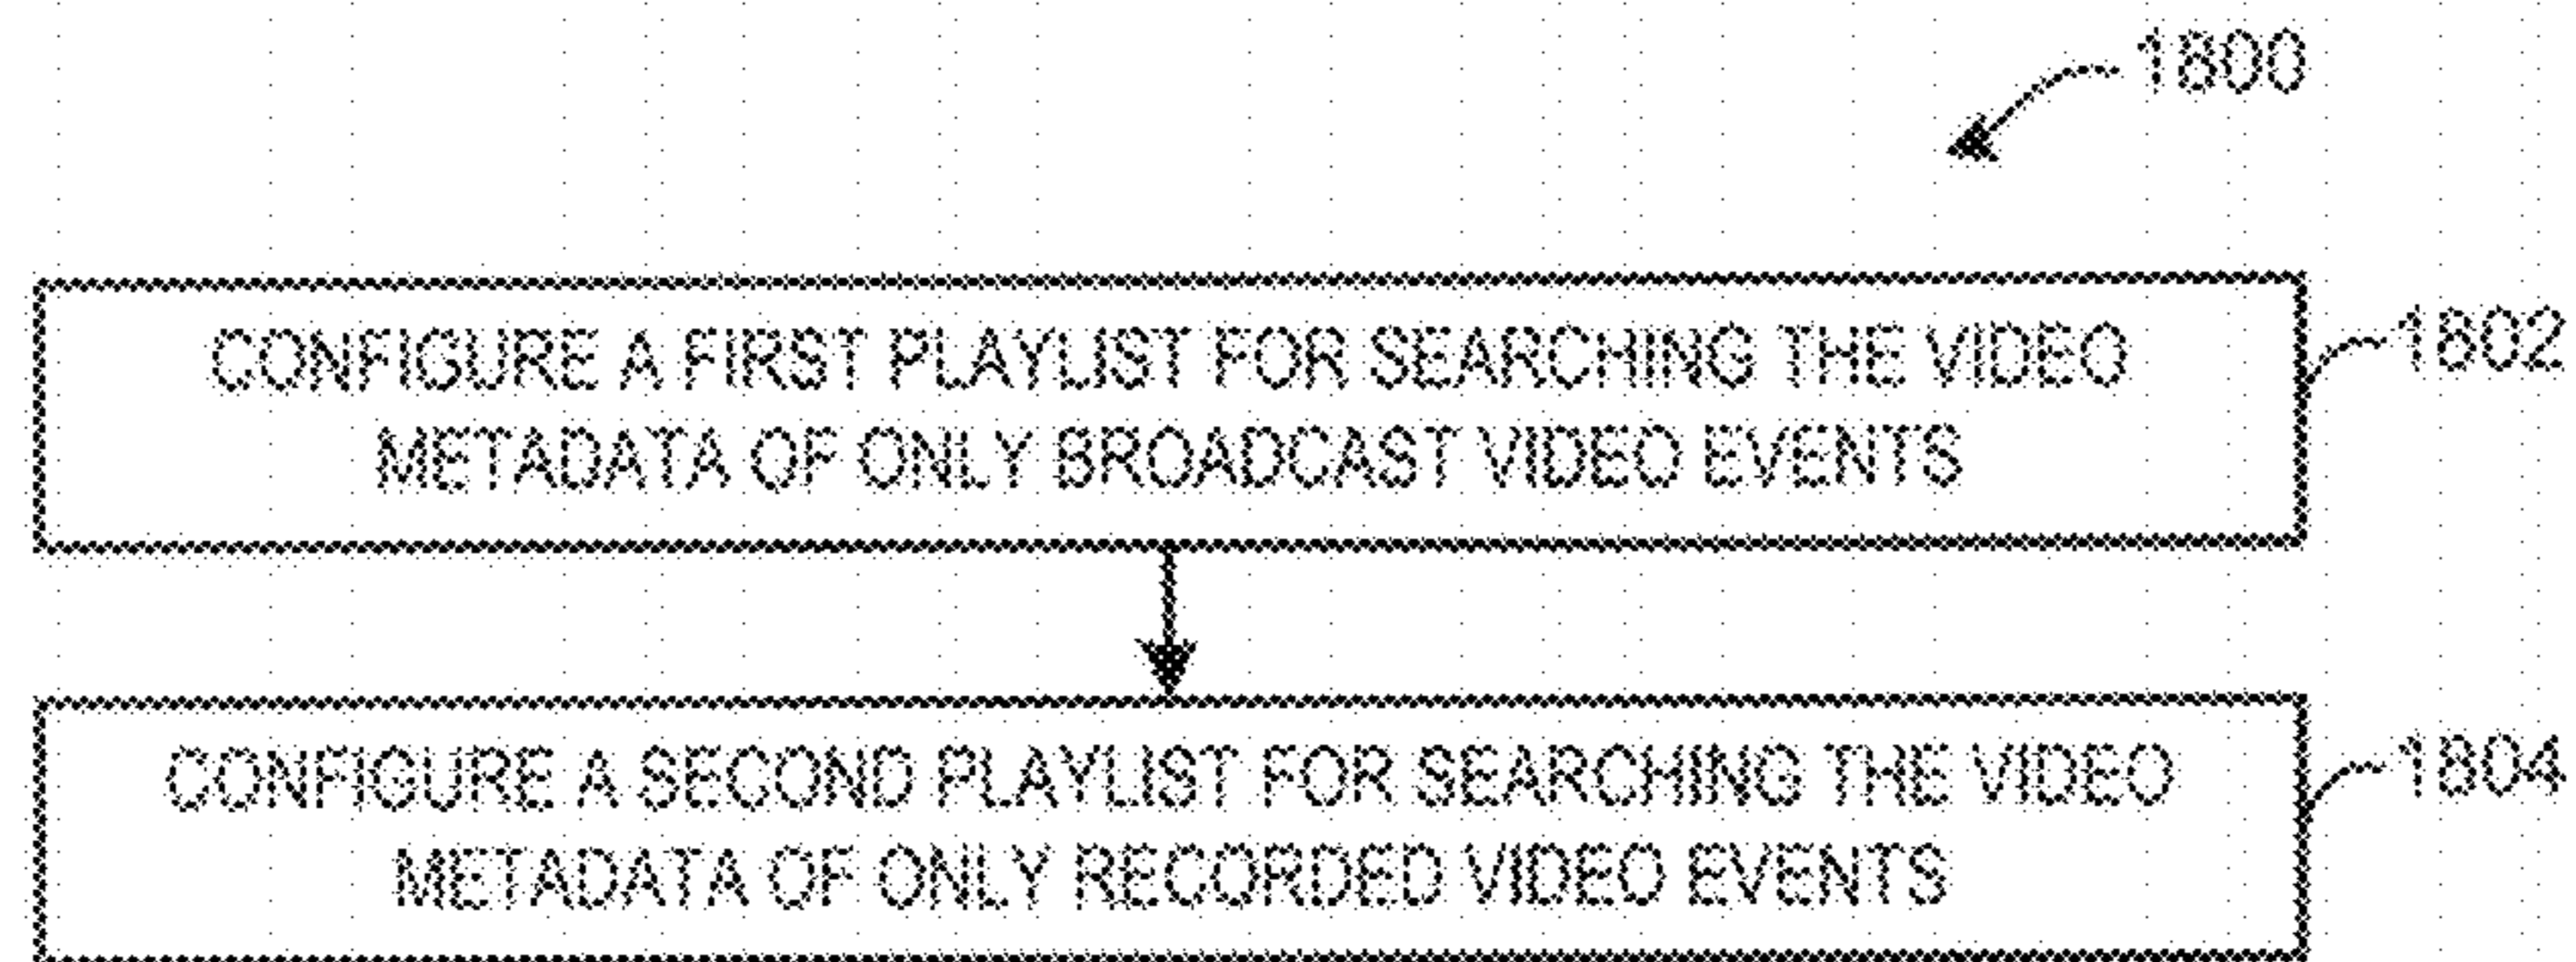 1800
CONFIGURE A FIRST PLAYLIST FOR SEARCHING THE VIDEO
METADATA OF ONLY BROADCAST VIDEO EVENTS
1802
CONFIGURE A SECOND PLAYLIST FOR SEARCHING THE VIDEO
METADATA OF ONLY RECORDED VIDEO EVENTS
1804